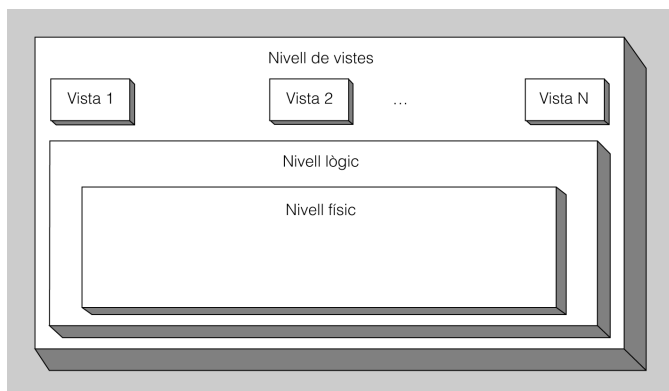 Nivell de vistes
Vista 1 Vista 2 ... Vista N
Nivell lògic
Nivell físic